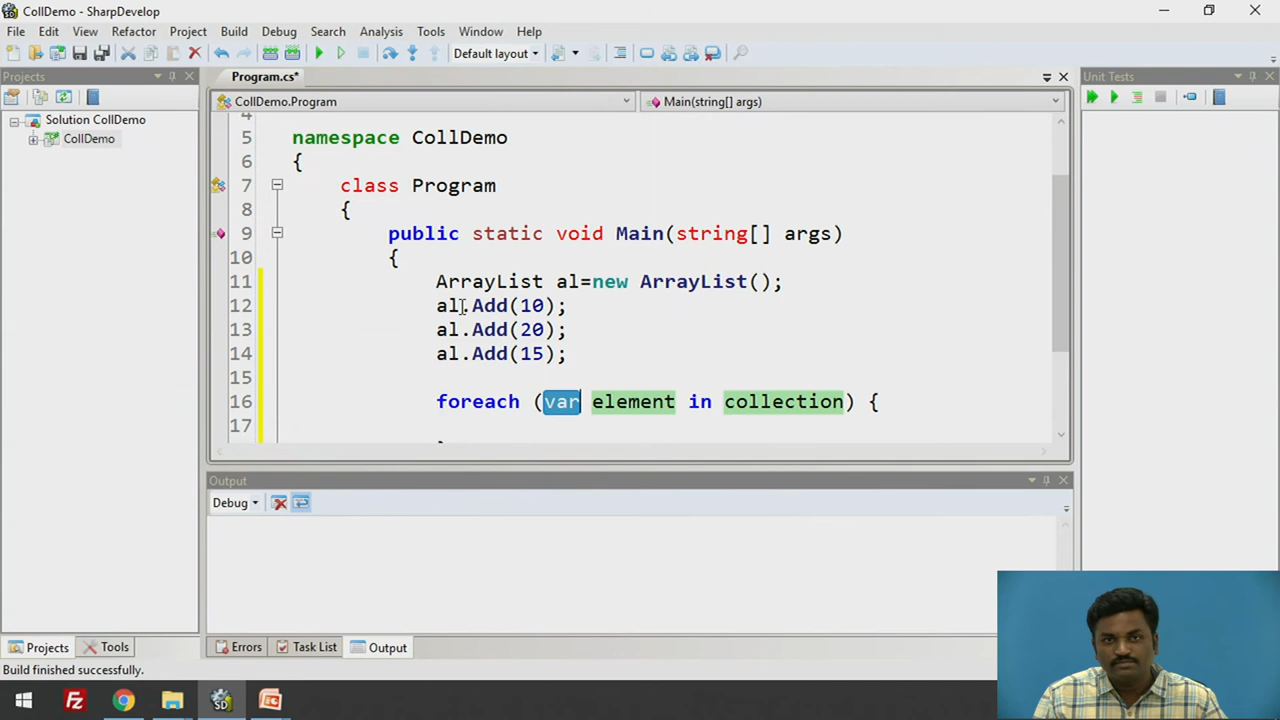 CollDemo - SharpDevelop
File Edit View Refactor Project Build Debug Search Analysis Tools Window Help
Default layout
Projects
Program.cs*
Unit Tests
CollDemo.Program
Main(string[] args)
Solution CollDemo
CollDemo
5 namespace CollDemo
6 {
7 class Program
8 {
9 public static void Main(string[] args)
10 {
11 ArrayList al=new ArrayList();
12 al.Add(10);
13 al.Add(20);
14 al.Add(15);
15
16 foreach (var element in collection) {
17
Output
Debug
Projects Tools Errors Task List Output
Build finished successfully.
Fz SD